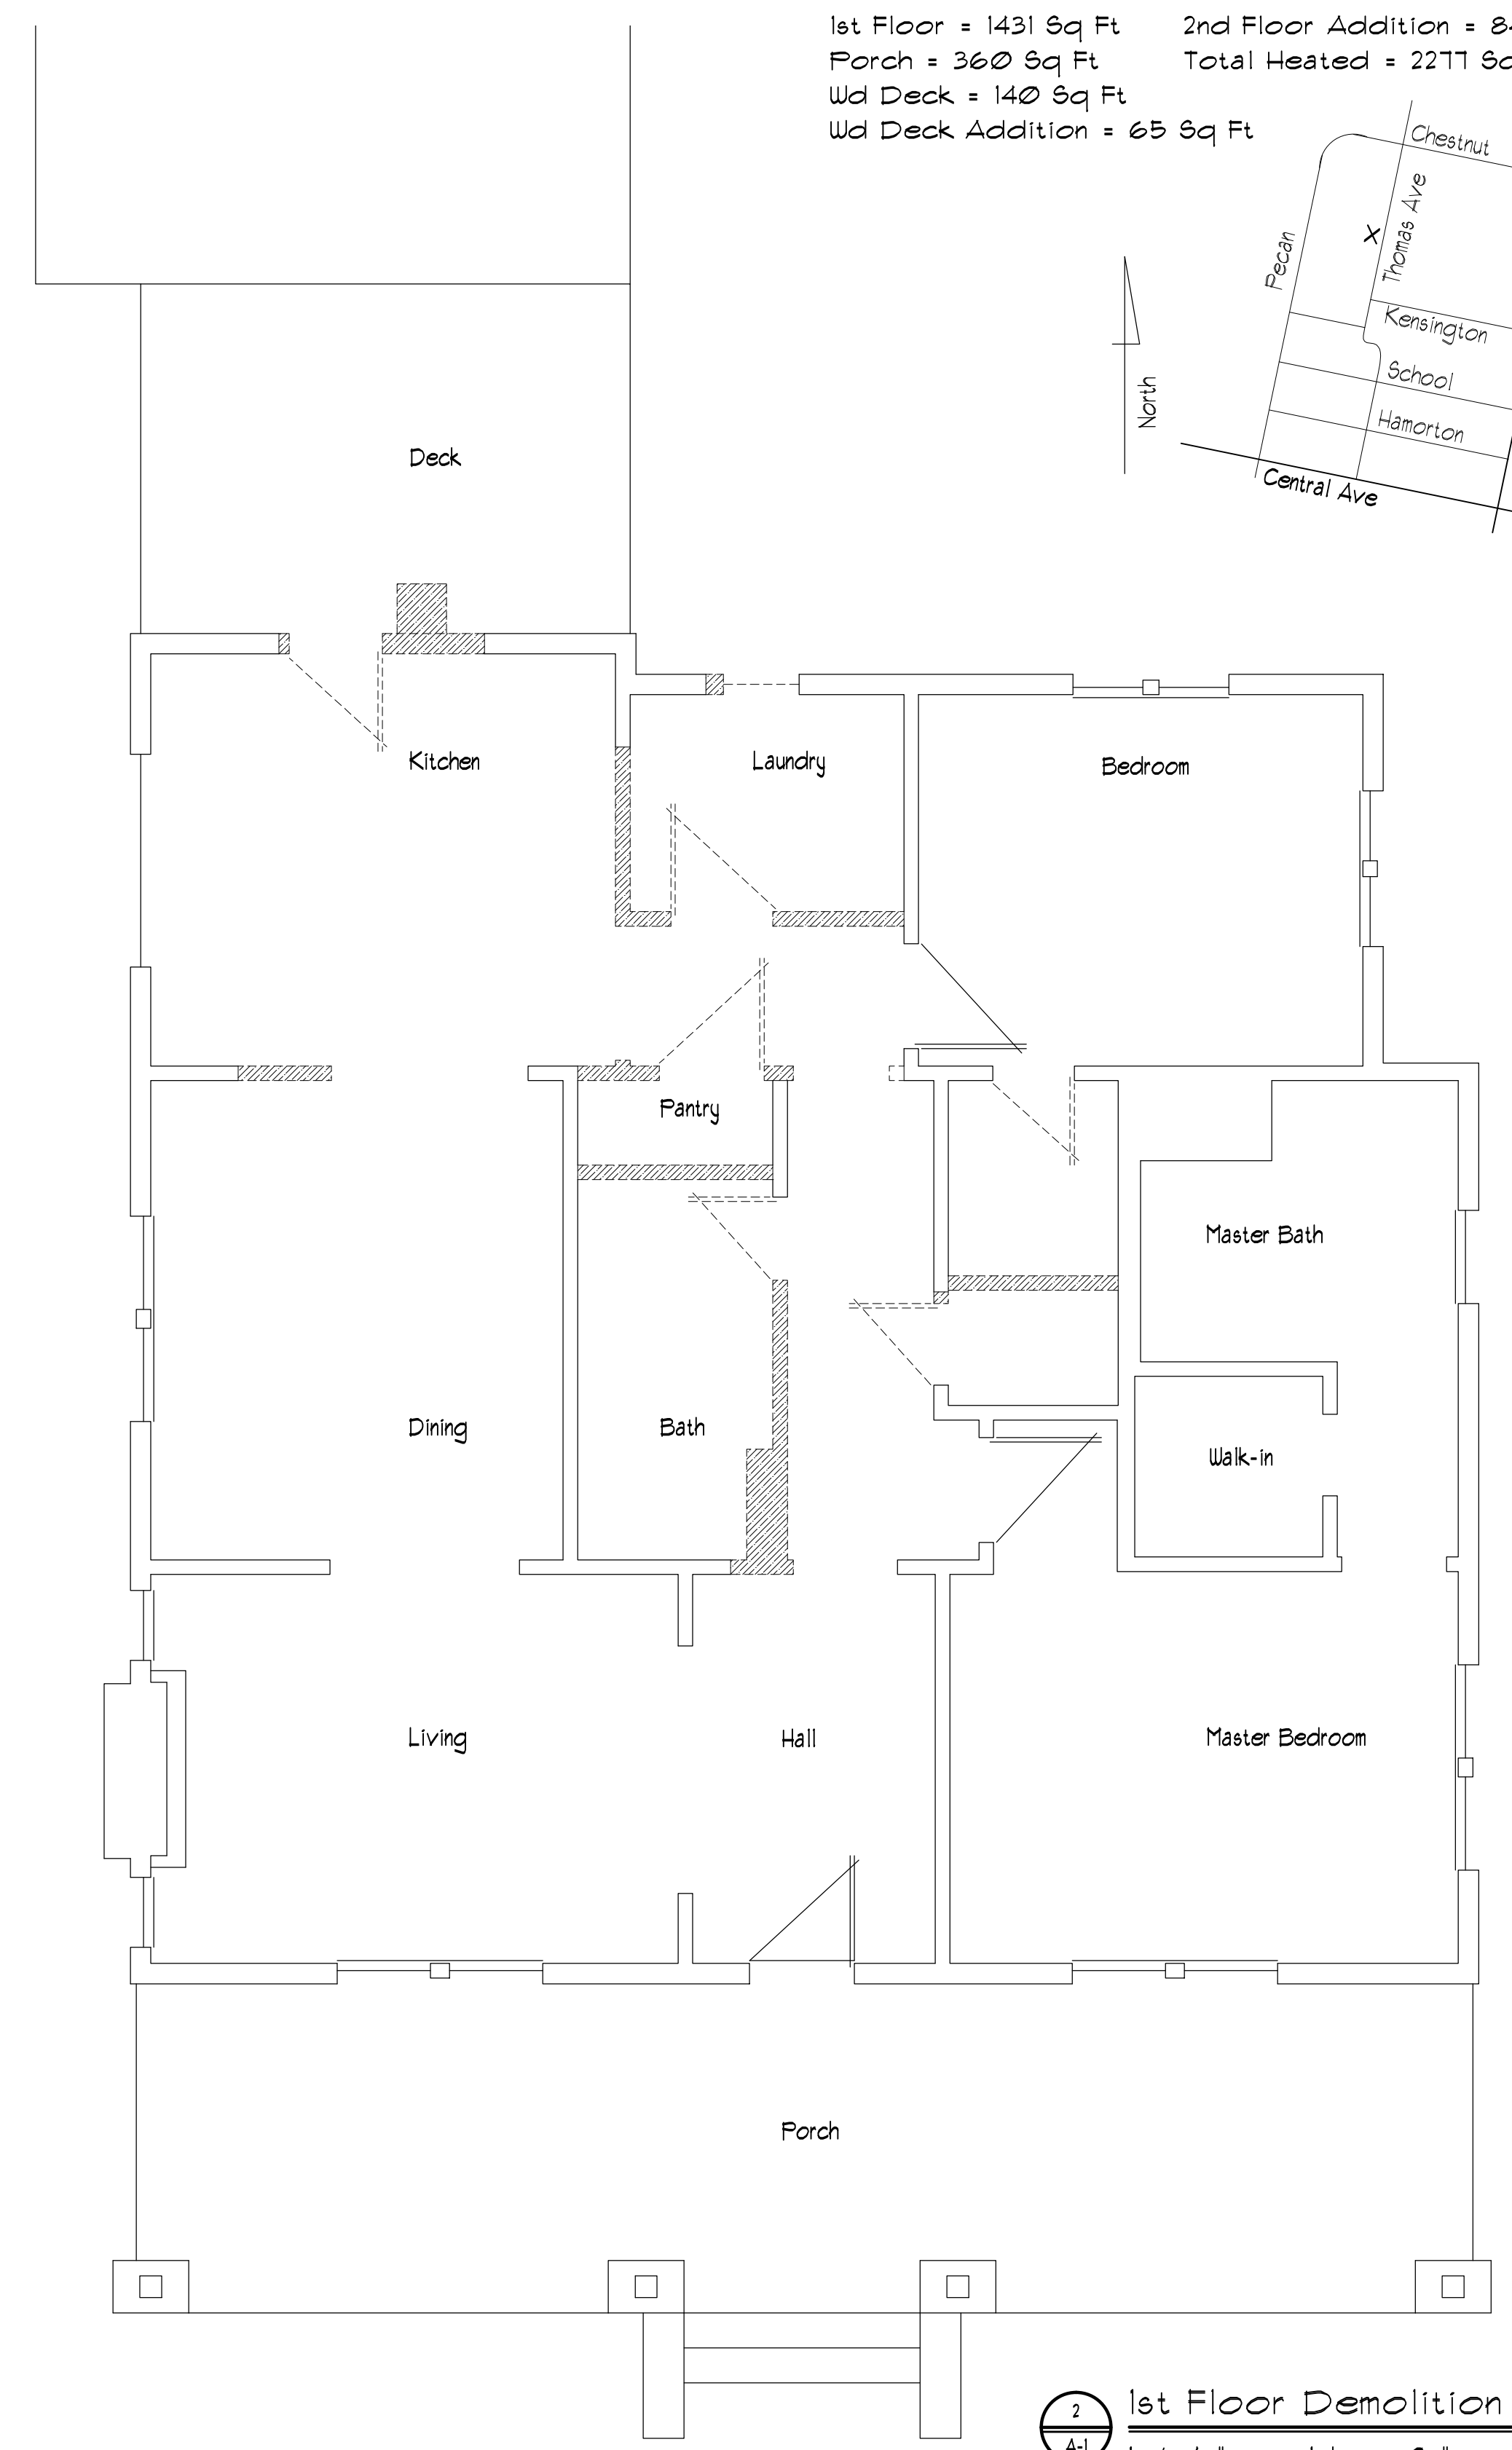 1st Floor = 1431 Sq Ft
2nd Floor Addition = 84
Porch = 360 Sq Ft
Total Heated = 2277 Sq
Wd Deck = 140 Sq Ft
Wd Deck Addition = 65 Sq Ft
Chestnut
Thomas Ave
X
Pecan
Kensington
School
Hamorton
Central Ave
North
Deck
Kitchen
Laundry
Bedroom
Pantry
Master Bath
Dining
Bath
Walk-in
Living
Hall
Master Bedroom
Porch
2
A-1
1st Floor Demolition